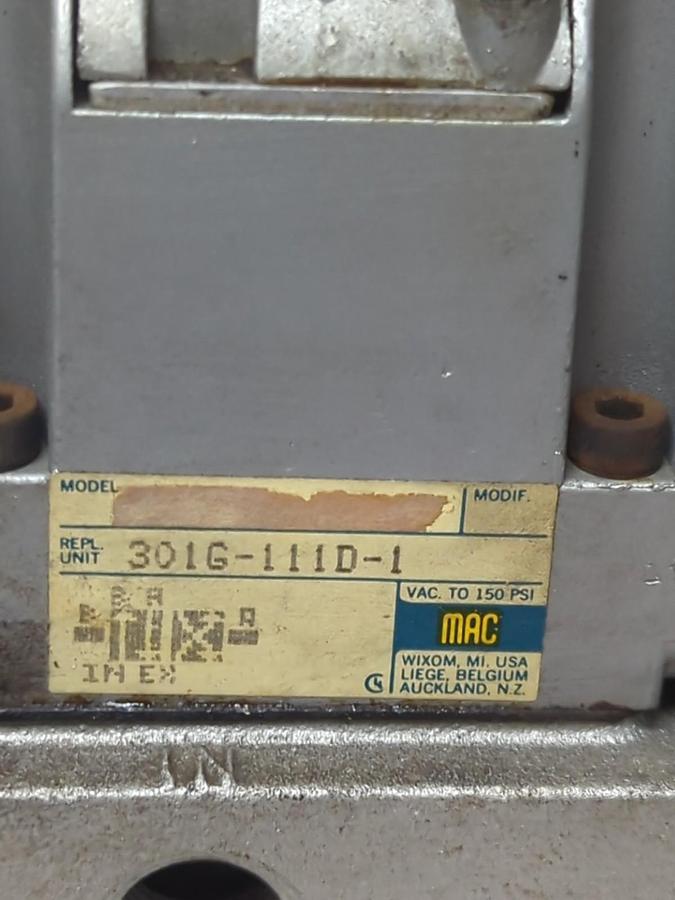 MODEL
MODIF.
REPL.
UNIT 301G-111D-1
B A
B A
IN EX
VAC. TO 150 PSI
MAC
WIXOM, MI. USA
LIEGE, BELGIUM
AUCKLAND, N.Z.
IN